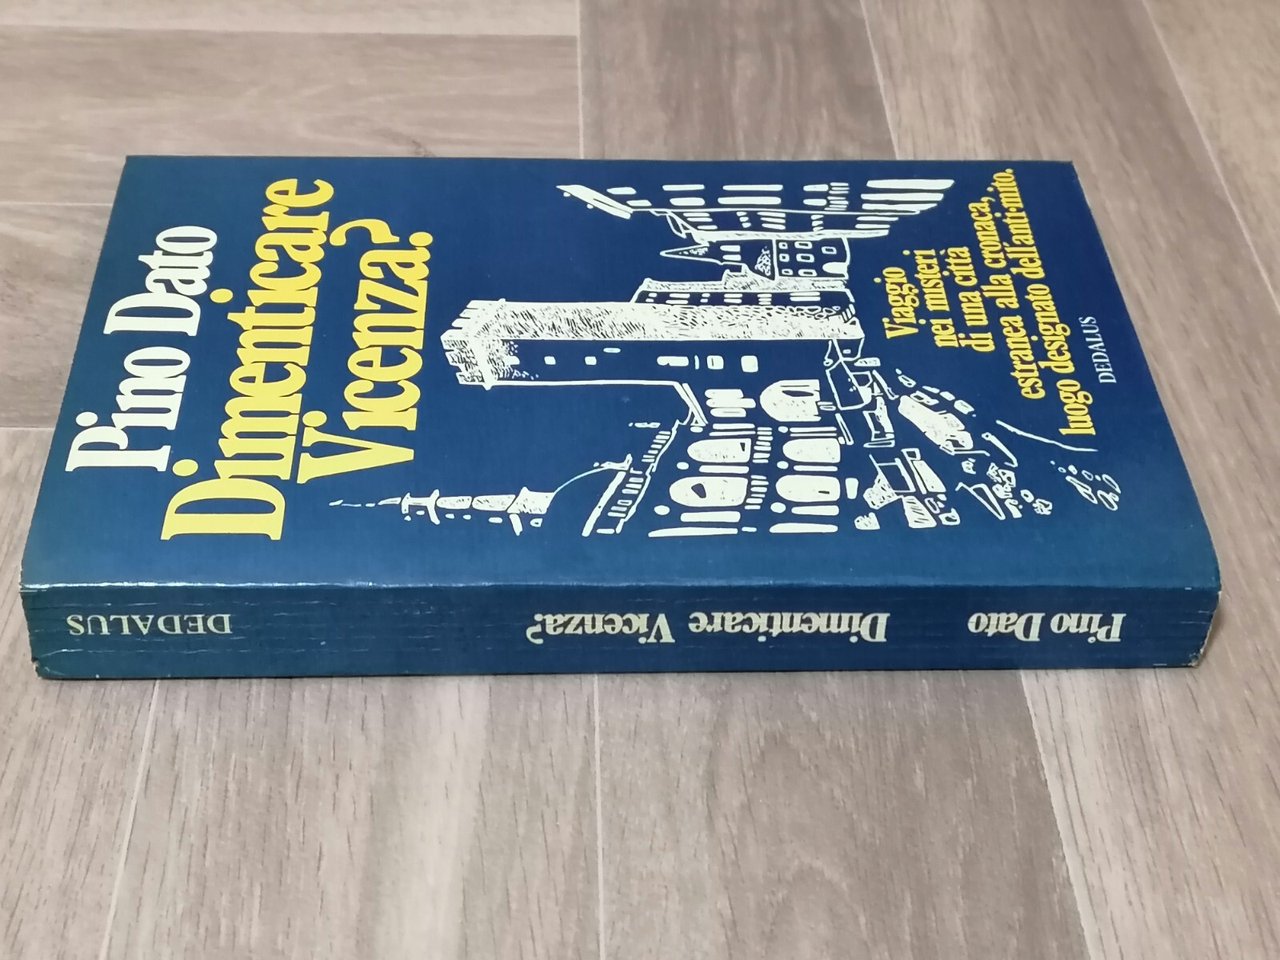 Pino Dato
Dimenticare
Vicenza?
Viaggio
nei misteri
di una città
estranea alla cronaca,
luogo designato dell'anti-mito.
DEDALUS
Pino Dato Dimenticare Vicenza? DEDALUS